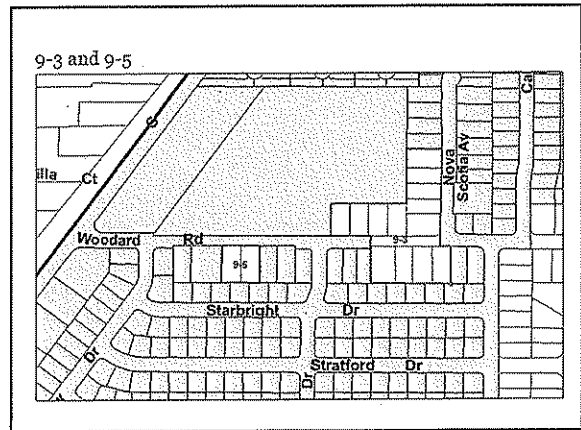 9-3 and 9-5
Ca
S
Nova
Scotia Av
illa
Ct
Woodard Rd
9-3
9-5
Starbright Dr
Dr
Stratford Dr
Dr